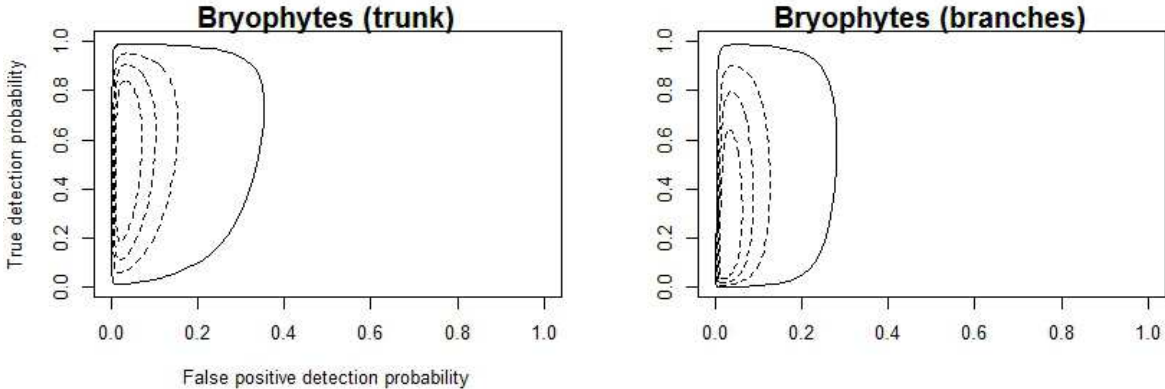 Bryophytes (trunk)
True detection probability
1.0
0.8
0.6
0.4
0.2
0.0
0.0 0.2 0.4 0.6 0.8 1.0
False positive detection probability
Bryophytes (branches)
1.0
0.8
0.6
0.4
0.2
0.0
0.0 0.2 0.4 0.6 0.8 1.0